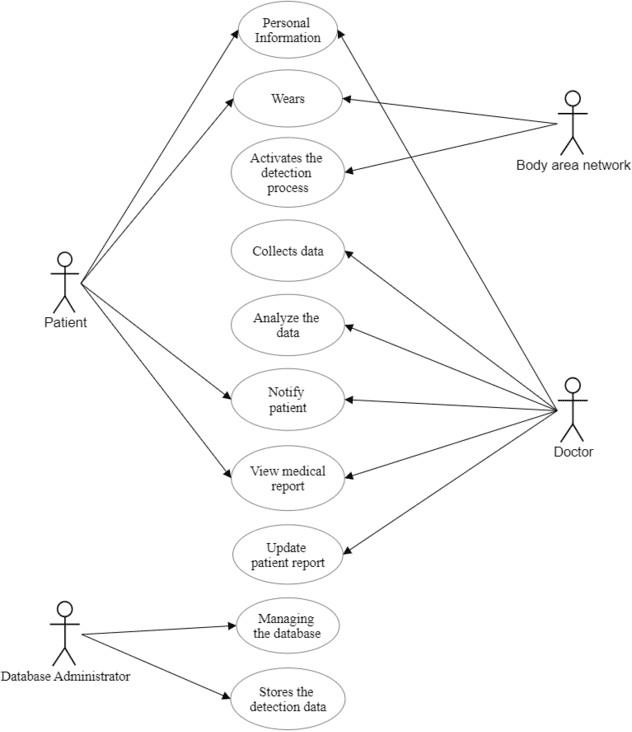 Personal
Information
Wears
Body area network
Activates the
detection
process
Collects data
Patient
Analyze the
data
Notify
patient
Doctor
View medical
report
Update
patient report
Managing
the database
Database Administrator
Stores the
detection data